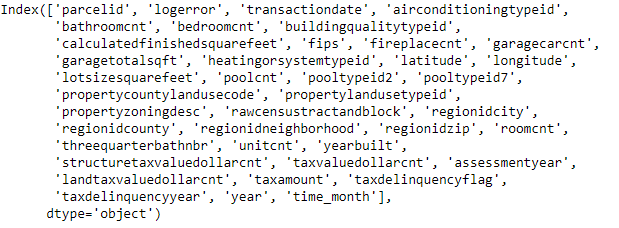 Index(['parcelid', 'logerror', 'transactiondate', 'airconditioningtypeid',
'bathroomcnt', 'bedroomcnt', 'buildingqualitytypeid',
'calculatedfinishedsquarefeet', 'fips', 'fireplacecnt', 'garagecarcnt',
'garagetotalsqft', 'heatingorsystemtypeid', 'latitude', 'longitude',
'lotsizesquarefeet', 'poolcnt', 'pooltypeid2', 'pooltypeid7',
'propertycountylandusecode', 'propertylandusetypeid',
'propertyzoningdesc', 'rawcensustractandblock', 'regionidcity',
'regionidcounty', 'regionidneighborhood', 'regionidzip', 'roomcnt',
'threequarterbathnbr', 'unitcnt', 'yearbuilt',
'structuretaxvaluedollarcnt', 'taxvaluedollarcnt', 'assessmentyear',
'landtaxvaluedollarcnt', 'taxamount', 'taxdelinquencyflag',
'taxdelinquencyyear', 'year', 'time_month'],
dtype='object')